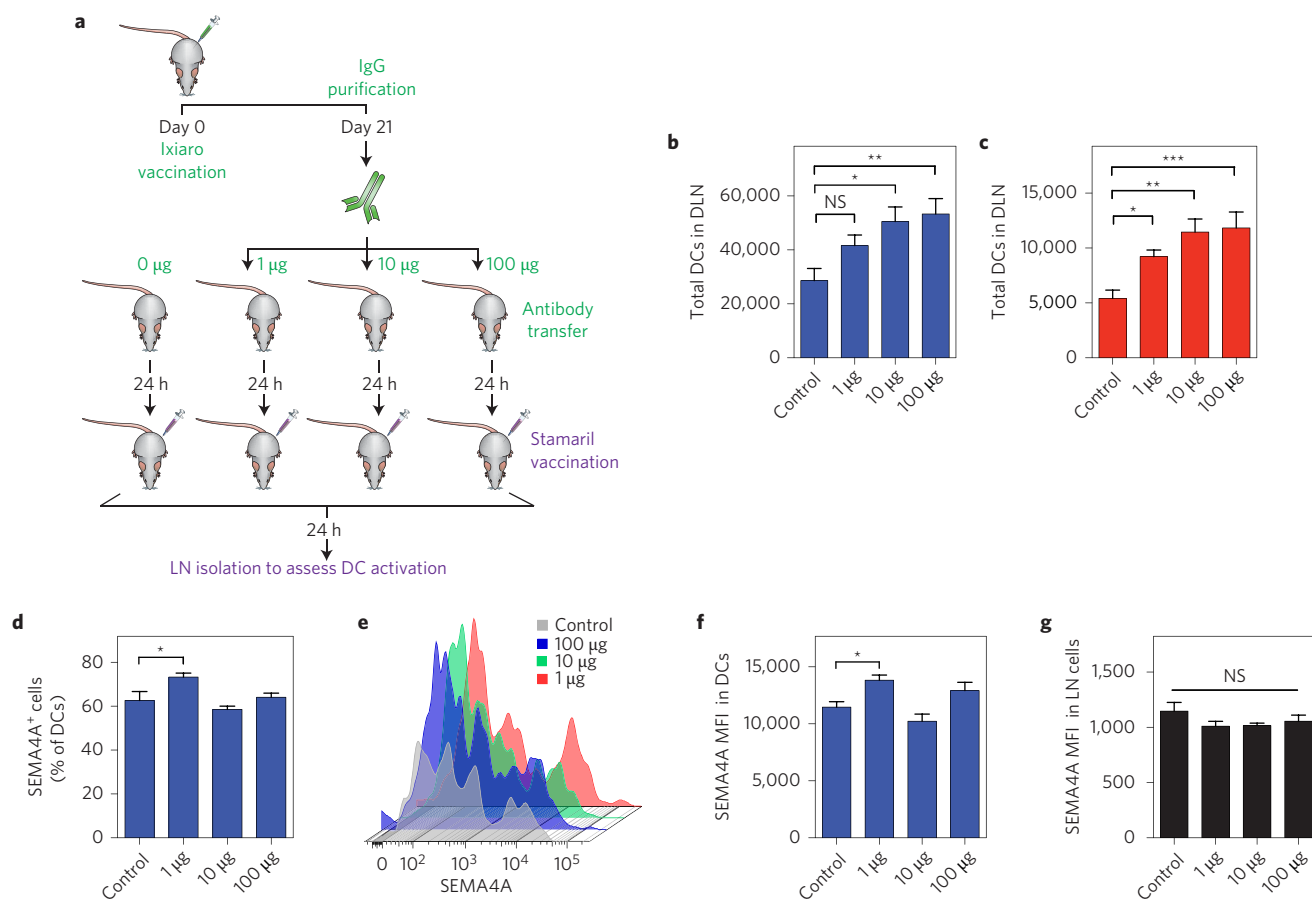 a
IgG
purification
Day 0
Day 21
Ixiaro
vaccination
0 μg
1 μg
10 μg
100 μg
Antibody
transfer
24 h
24 h
24 h
24 h
Stamaril
vaccination
24 h
LN isolation to assess DC activation
b
Total DCs in DLN
60,000
40,000
20,000
0
NS
*
**
Control
1 μg
10 μg
100 μg
c
Total DCs in DLN
15,000
10,000
5,000
0
*
**
***
Control
1 μg
10 μg
100 μg
d
SEMA4A⁺ cells
(% of DCs)
80
60
40
20
0
*
Control
1 μg
10 μg
100 μg
e
Control
100 μg
10 μg
1 μg
0 10² 10³ 10⁴ 10⁵
SEMA4A
f
SEMA4A MFI in DCs
15,000
10,000
5,000
0
*
Control
1 μg
10 μg
100 μg
g
SEMA4A MFI in LN cells
1,500
1,000
500
0
NS
Control
1 μg
10 μg
100 μg